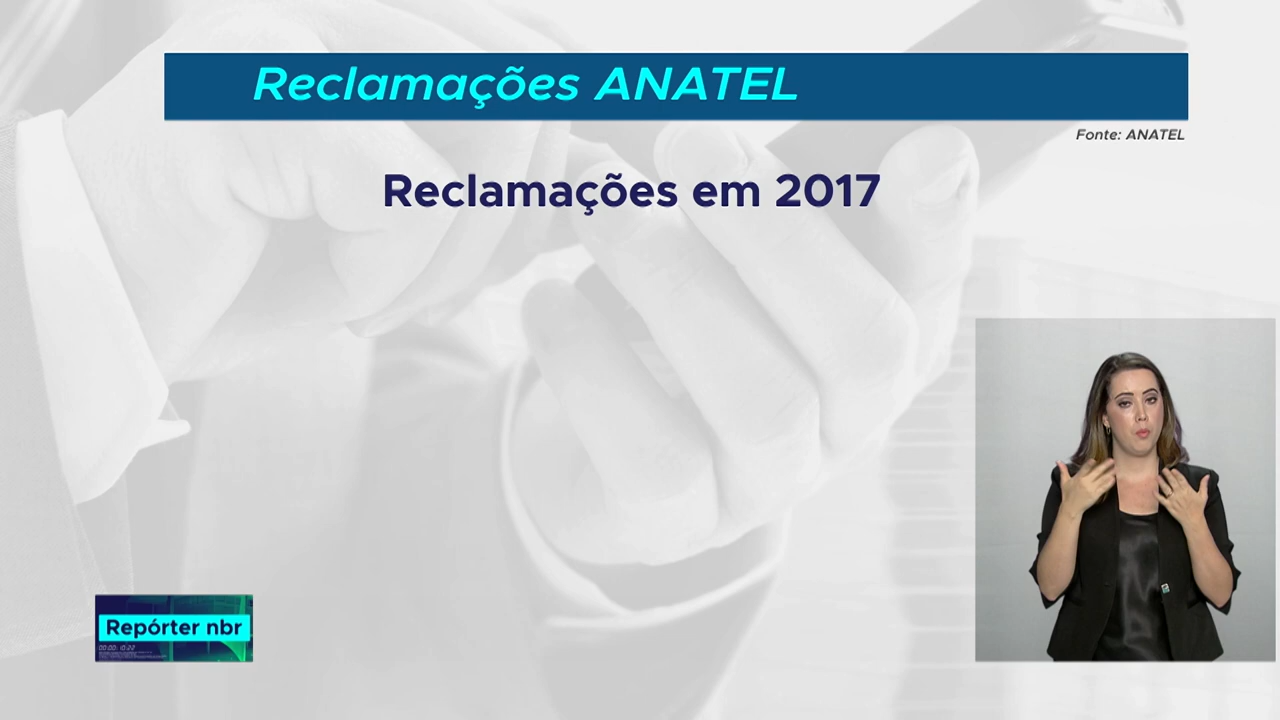 Reclamações ANATEL
Fonte: ANATEL
Reclamações em 2017
Repórter nbr